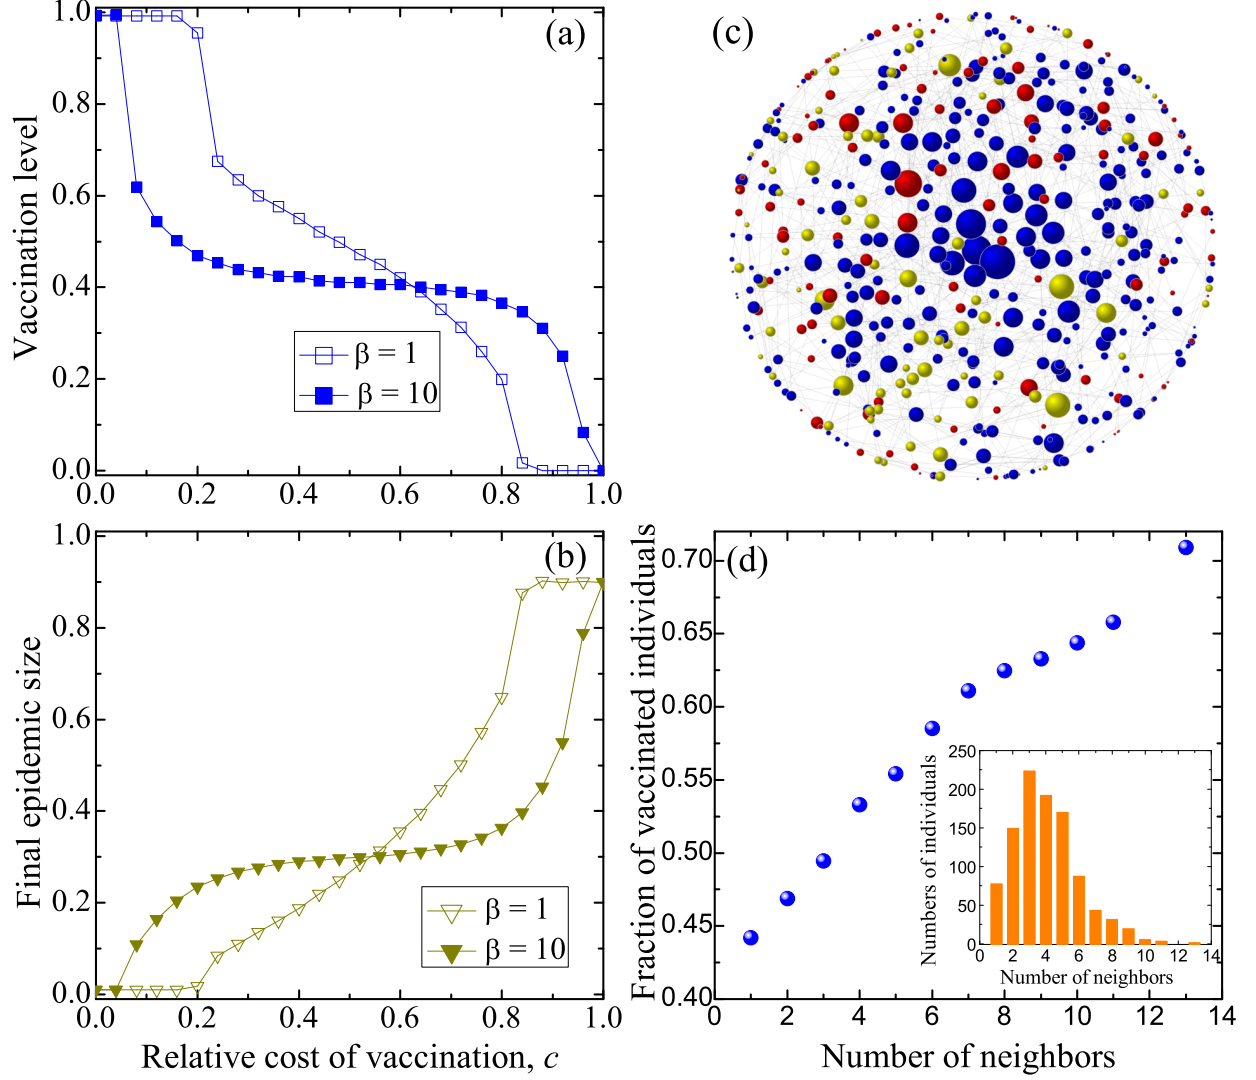 (a)
Vaccination level
1.0
0.8
0.6
0.4
0.2
0.0
β = 1
β = 10
0.0 0.2 0.4 0.6 0.8 1.0
(b)
Final epidemic size
1.0
0.8
0.6
0.4
0.2
0.0
β = 1
β = 10
0.0 0.2 0.4 0.6 0.8 1.0
Relative cost of vaccination, c
(c)
(d)
Fraction of vaccinated individuals
0.70
0.65
0.60
0.55
0.50
0.45
0.40
0 2 4 6 8 10 12 14
Number of neighbors
Numbers of individuals
250
200
150
100
50
0
0 2 4 6 8 10 12 14
Number of neighbors